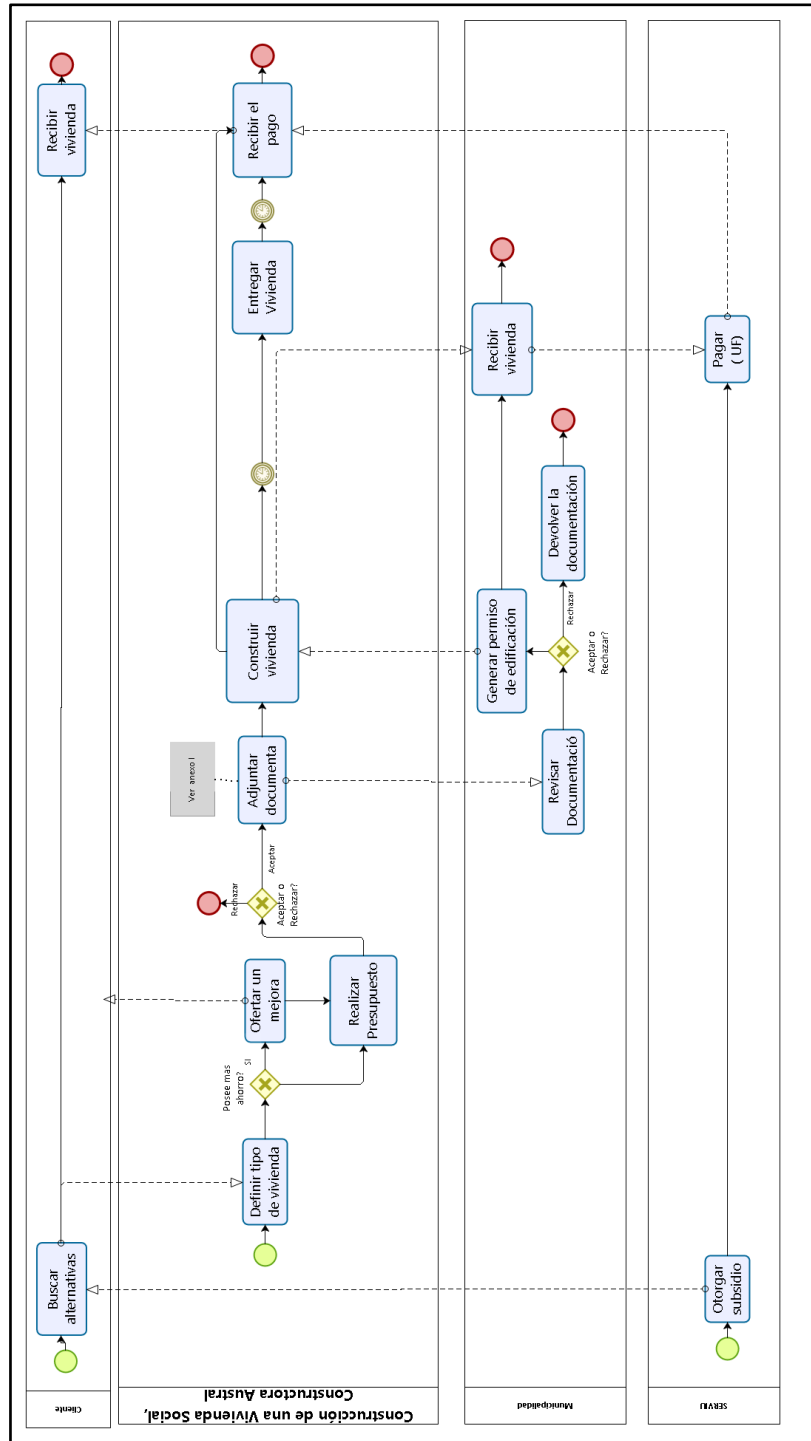 Cliente
Buscar
alternativas
Recibir
vivienda
Construcción de una Vivienda Social,
Constructora Austral
Definir tipo
de vivienda
Posee mas
ahorro?
SI
Ofertar un
mejora
Realizar
Presupuesto
Aceptar o
Rechazar?
Rechazar
Aceptar
Ver anexo I
Adjuntar
documenta
Construir
vivienda
Entregar
Vivienda
Recibir el
pago
Municipalidad
Revisar
Documentació
Aceptar o
Rechazar?
Rechazar
Generar permiso
de edificación
Devolver la
documentación
Recibir
vivienda
SERVIU
Otorgar
subsidio
Pagar
( UF)